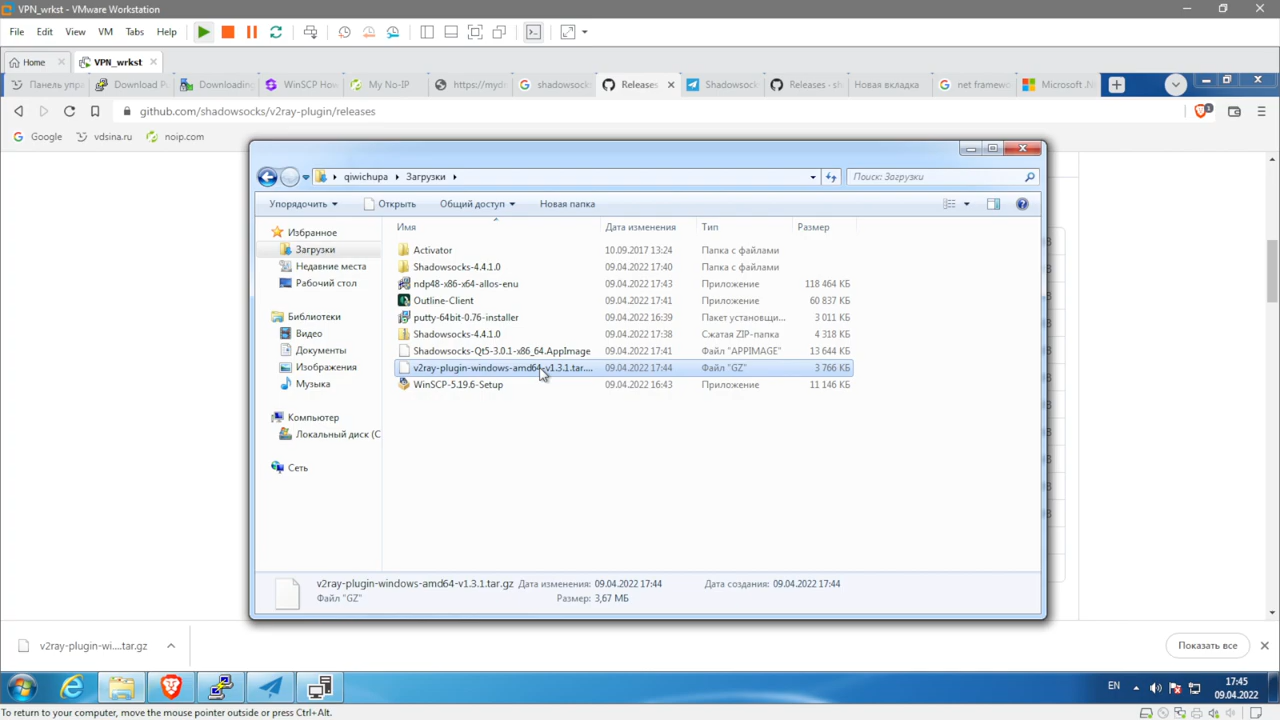 VPN_wrkst - VMware Workstation
File Edit View VM Tabs Help
Home VPN_wrkst
Панель упр Download P Downloading WinSCP Ho My No-IP https://myd shadowsock Releases Shadowsoc Releases - sh Новая вкладка net framewo Microsoft .N
github.com/shadowsocks/v2ray-plugin/releases
Google vdsina.ru noip.com
qiwichupa Загрузки Поиск: Загрузки
Упорядочить Открыть Общий доступ Новая папка
Имя Дата изменения Тип Размер
Избранное
Загрузки
Недавние места
Рабочий стол
Библиотеки
Видео
Документы
Изображения
Музыка
Компьютер
Локальный диск (C
Сеть
Activator 10.09.2017 13:24 Папка с файлами
Shadowsocks-4.4.1.0 09.04.2022 17:40 Папка с файлами
ndp48-x86-x64-allos-enu 09.04.2022 17:43 Приложение 118 464 КБ
Outline-Client 09.04.2022 17:41 Приложение 60 837 КБ
putty-64bit-0.76-installer 09.04.2022 16:39 Пакет установщи... 3 011 КБ
Shadowsocks-4.4.1.0 09.04.2022 17:38 Сжатая ZIP-папка 4 318 КБ
Shadowsocks-Qt5-3.0.1-x86_64.AppImage 09.04.2022 17:41 Файл "APPIMAGE" 13 644 КБ
v2ray-plugin-windows-amd64-v1.3.1.tar.... 09.04.2022 17:44 Файл "GZ" 3 766 КБ
WinSCP-5.19.6-Setup 09.04.2022 16:43 Приложение 11 146 КБ
v2ray-plugin-windows-amd64-v1.3.1.tar.gz Дата изменения: 09.04.2022 17:44 Дата создания: 09.04.2022 17:44
Файл "GZ" Размер: 3,67 МБ
v2ray-plugin-wi....tar.gz Показать все
EN 17:45
09.04.2022
To return to your computer, move the mouse pointer outside or press Ctrl+Alt.